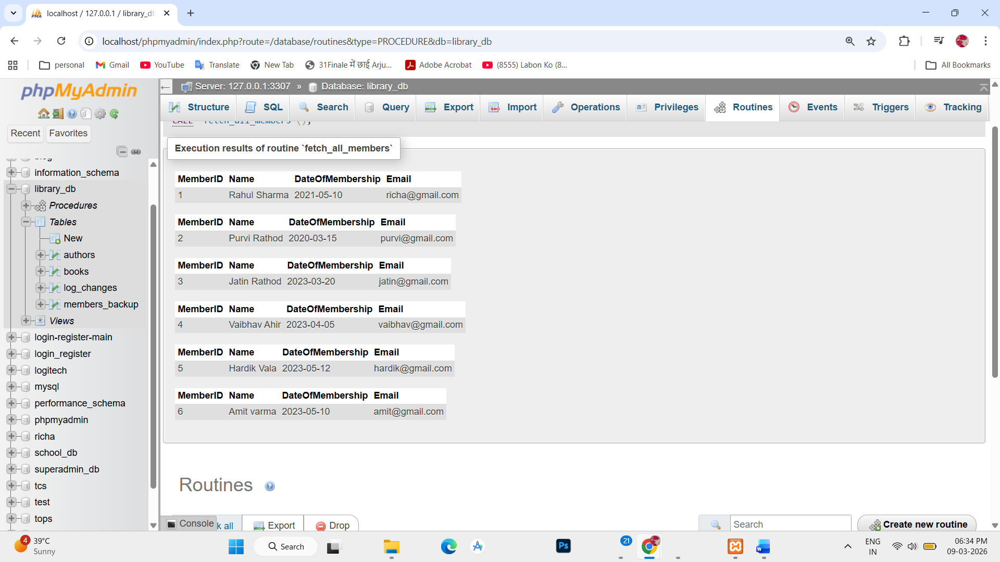 localhost / 127.0.0.1 / library_db
localhost/phpmyadmin/index.php?route=/database/routines&type=PROCEDURE&db=library_db
personal Gmail YouTube Translate New Tab 31Finale में छाई Arju... Adobe Acrobat (8555) Labon Ko (8... All Bookmarks
phpMyAdmin
Recent Favorites
blog
information_schema
library_db
Procedures
Tables
New
authors
books
log_changes
members_backup
Views
login-register-main
login_register
logitech
mysql
performance_schema
phpmyadmin
richa
school_db
superadmin_db
tcs
test
tops
Server: 127.0.0.1:3307 » Database: library_db
Structure SQL Search Query Export Import Operations Privileges Routines Events Triggers Tracking
CALL `fetch_all_members`();
Execution results of routine `fetch_all_members`
MemberID Name DateOfMembership Email
1 Rahul Sharma 2021-05-10 richa@gmail.com
MemberID Name DateOfMembership Email
2 Purvi Rathod 2020-03-15 purvi@gmail.com
MemberID Name DateOfMembership Email
3 Jatin Rathod 2023-03-20 jatin@gmail.com
MemberID Name DateOfMembership Email
4 Vaibhav Ahir 2023-04-05 vaibhav@gmail.com
MemberID Name DateOfMembership Email
5 Hardik Vala 2023-05-12 hardik@gmail.com
MemberID Name DateOfMembership Email
6 Amit varma 2023-05-10 amit@gmail.com
Routines
Console k all Export Drop Search Create new routine
4 39°C
Sunny
Search
Ps
21
W
ENG
IN
06:34 PM
09-03-2026